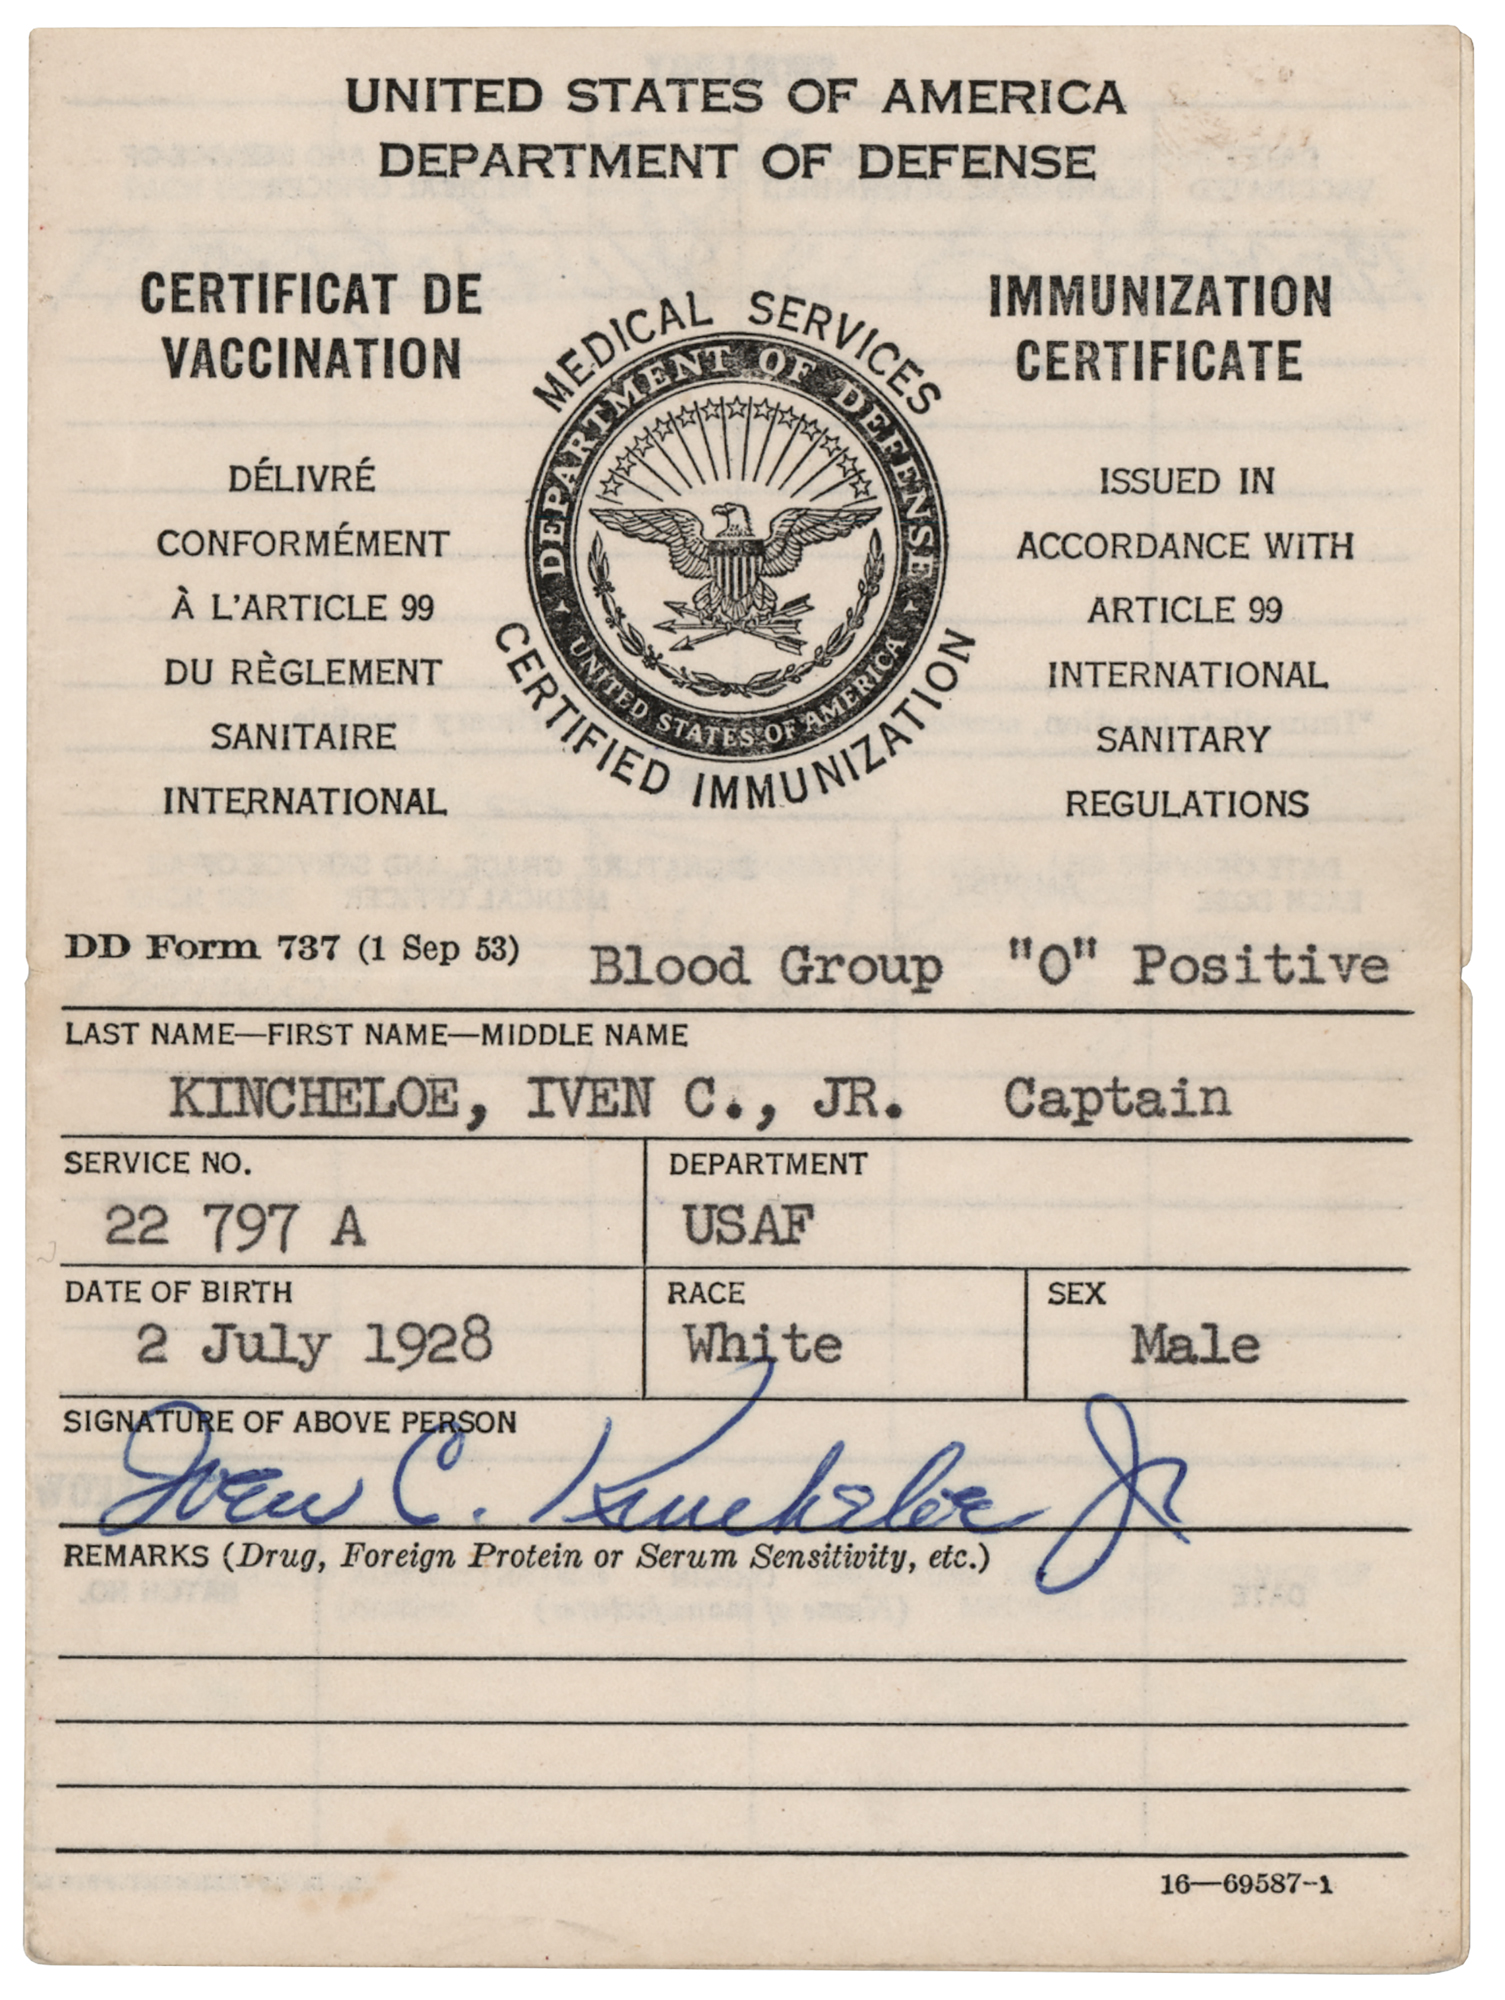 UNITED STATES OF AMERICA
DEPARTMENT OF DEFENSE
CERTIFICAT DE
VACCINATION
DÉLIVRÉ
CONFORMÉMENT
À L'ARTICLE 99
DU RÈGLEMENT
SANITAIRE
INTERNATIONAL
MEDICAL SERVICES
DEPARTMENT OF DEFENSE
UNITED STATES OF AMERICA
CERTIFIED IMMUNIZATION
IMMUNIZATION
CERTIFICATE
ISSUED IN
ACCORDANCE WITH
ARTICLE 99
INTERNATIONAL
SANITARY
REGULATIONS
DD Form 737 (1 Sep 53) Blood Group "O" Positive
LAST NAME—FIRST NAME—MIDDLE NAME
KINCHELOE, IVEN C., JR. Captain
SERVICE NO. DEPARTMENT
22 797 A USAF
DATE OF BIRTH RACE SEX
2 July 1928 White Male
SIGNATURE OF ABOVE PERSON
Iven C. Kincheloe Jr
REMARKS (Drug, Foreign Protein or Serum Sensitivity, etc.)
16—69587-1